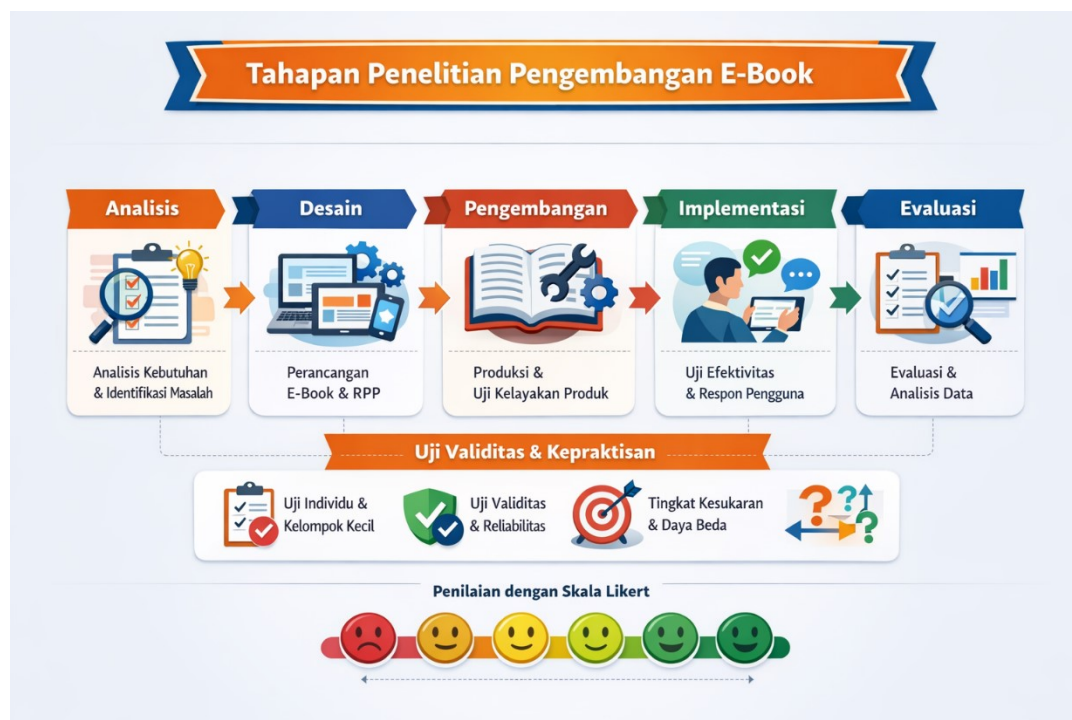 Tahapan Penelitian Pengembangan E-Book
Analisis
Analisis Kebutuhan
& Identifikasi Masalah
Desain
Perancangan
E-Book & RPP
Pengembangan
Produksi &
Uji Kelayakan Produk
Implementasi
Uji Efektivitas
& Respon Pengguna
Evaluasi
Evaluasi &
Analisis Data
Uji Validitas & Kepraktisan
Uji Individu &
Kelompok Kecil
Uji Validitas
& Reliabilitas
Tingkat Kesukaran
& Daya Beda
? ? ?
Penilaian dengan Skala Likert